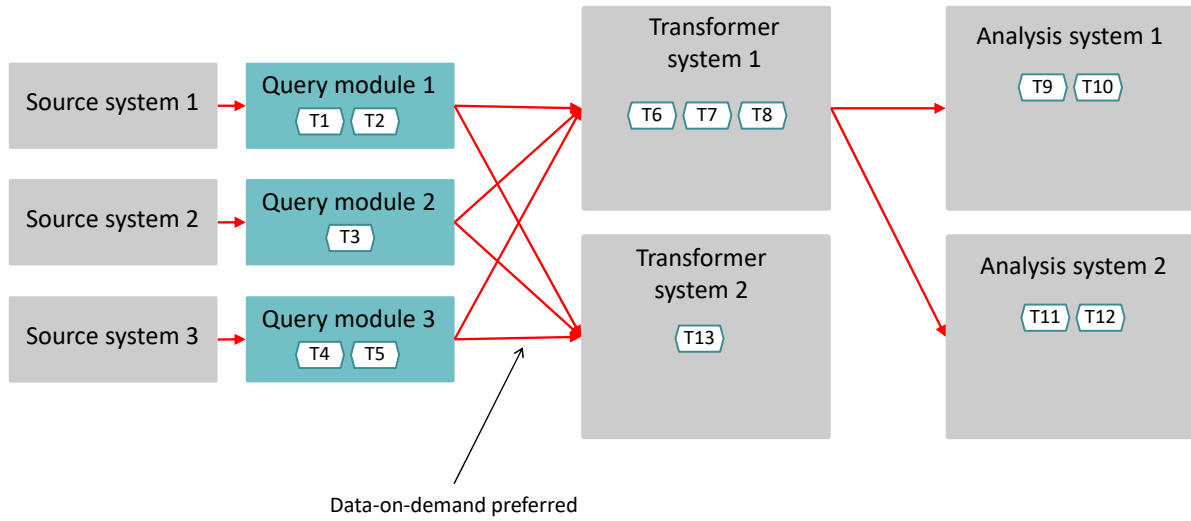 Source system 1
Query module 1
T1 T2
Source system 2
Query module 2
T3
Source system 3
Query module 3
T4 T5
Transformer
system 1
T6 T7 T8
Transformer
system 2
T13
Analysis system 1
T9 T10
Analysis system 2
T11 T12
Data-on-demand preferred